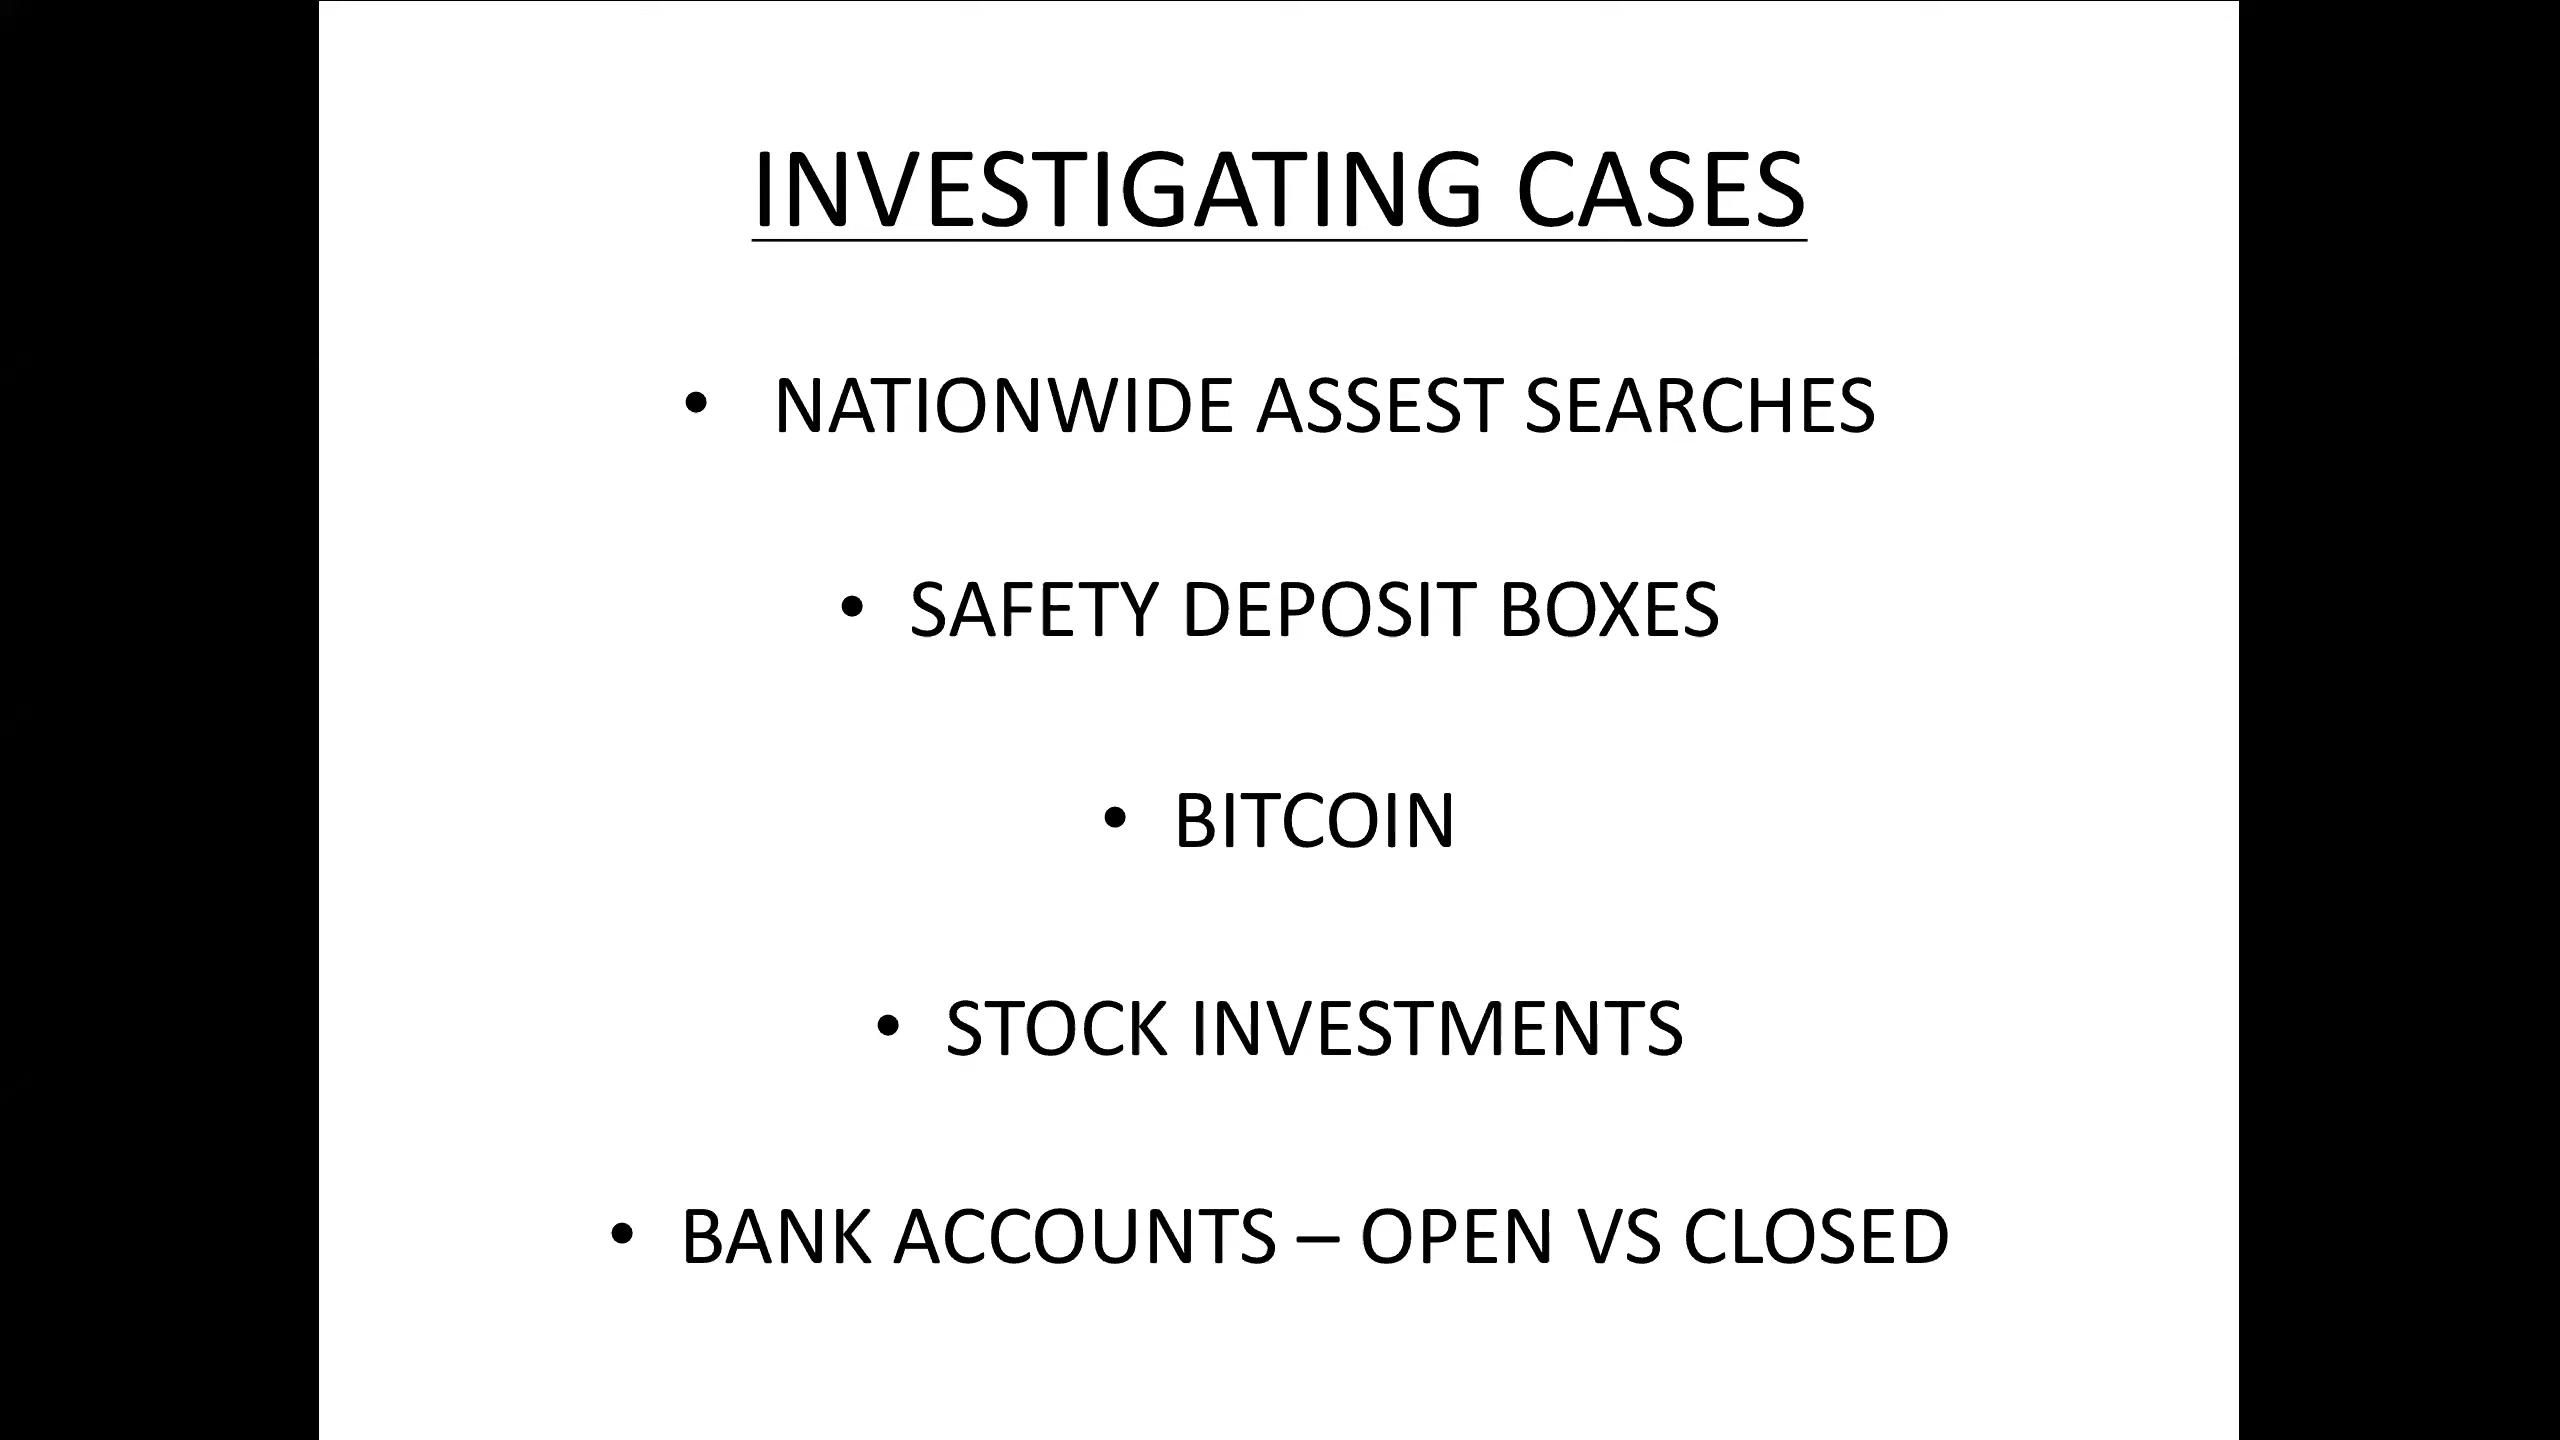 INVESTIGATING CASES
• NATIONWIDE ASSEST SEARCHES
• SAFETY DEPOSIT BOXES
• BITCOIN
• STOCK INVESTMENTS
• BANK ACCOUNTS – OPEN VS CLOSED